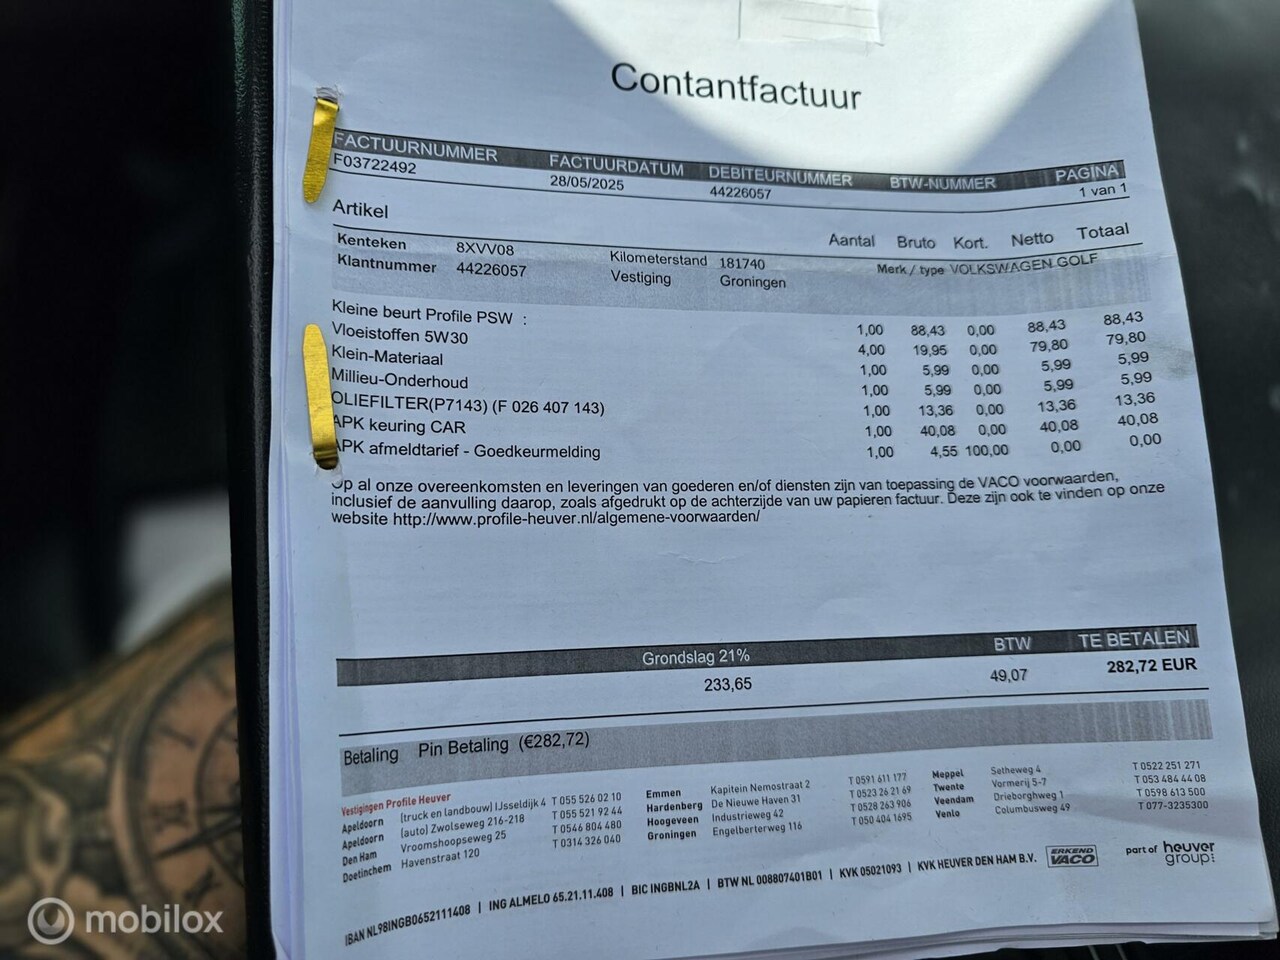 Contantfactuur
FACTUURNUMMER FACTUURDATUM DEBITEURNUMMER BTW-NUMMER PAGINA
F03722492 28/05/2025 44226057 1 van 1
Artikel Aantal Bruto Kort. Netto Totaal
Kenteken 8XVV08 Kilometerstand 181740 Merk / type VOLKSWAGEN GOLF
Klantnummer 44226057 Vestiging Groningen
Kleine beurt Profile PSW : 1,00 88,43 0,00 88,43 88,43
Vloeistoffen 5W30 4,00 19,95 0,00 79,80 79,80
Klein-Materiaal 1,00 5,99 0,00 5,99 5,99
Millieu-Onderhoud 1,00 5,99 0,00 5,99 5,99
OLIEFILTER(P7143) (F 026 407 143) 1,00 13,36 0,00 13,36 13,36
APK keuring CAR 1,00 40,08 0,00 40,08 40,08
APK afmeldtarief - Goedkeurmelding 1,00 4,55 100,00 0,00 0,00
Op al onze overeenkomsten en leveringen van goederen en/of diensten zijn van toepassing de VACO voorwaarden,
inclusief de aanvulling daarop, zoals afgedrukt op de achterzijde van uw papieren factuur. Deze zijn ook te vinden op onze
website http://www.profile-heuver.nl/algemene-voorwaarden/
Grondslag 21% BTW TE BETALEN
233,65 49,07 282,72 EUR
Betaling Pin Betaling (€282,72)
Vestigingen Profile Heuver
Apeldoorn (truck en landbouw) IJsseldijk 4 T 055 526 02 10
Apeldoorn (auto) Zwolseweg 216-218 T 055 521 92 44
Den Ham Vroomshoopseweg 25 T 0546 804 480
Doetinchem Havenstraat 120 T 0314 326 040
Emmen Kapitein Nemostraat 2 T 0591 611 177
Hardenberg De Nieuwe Haven 31 T 0523 26 21 69
Hoogeveen Industrieweg 42 T 0528 263 906
Groningen Engelberterweg 116 T 050 404 1695
Meppel Setheweg 4 T 0522 251 271
Twente Vormerij 5-7 T 053 484 44 08
Veendam Drieborghweg 1 T 0598 613 500
Venlo Columbusweg 49 T 077-3235300
IBAN NL98INGB0652111408 | ING ALMELO 65.21.11.408 | BIC INGBNL2A | BTW NL 008807401B01 | KVK 05021093 | KVK HEUVER DEN HAM B.V. ERKEND VACO part of heuver group
mobilox